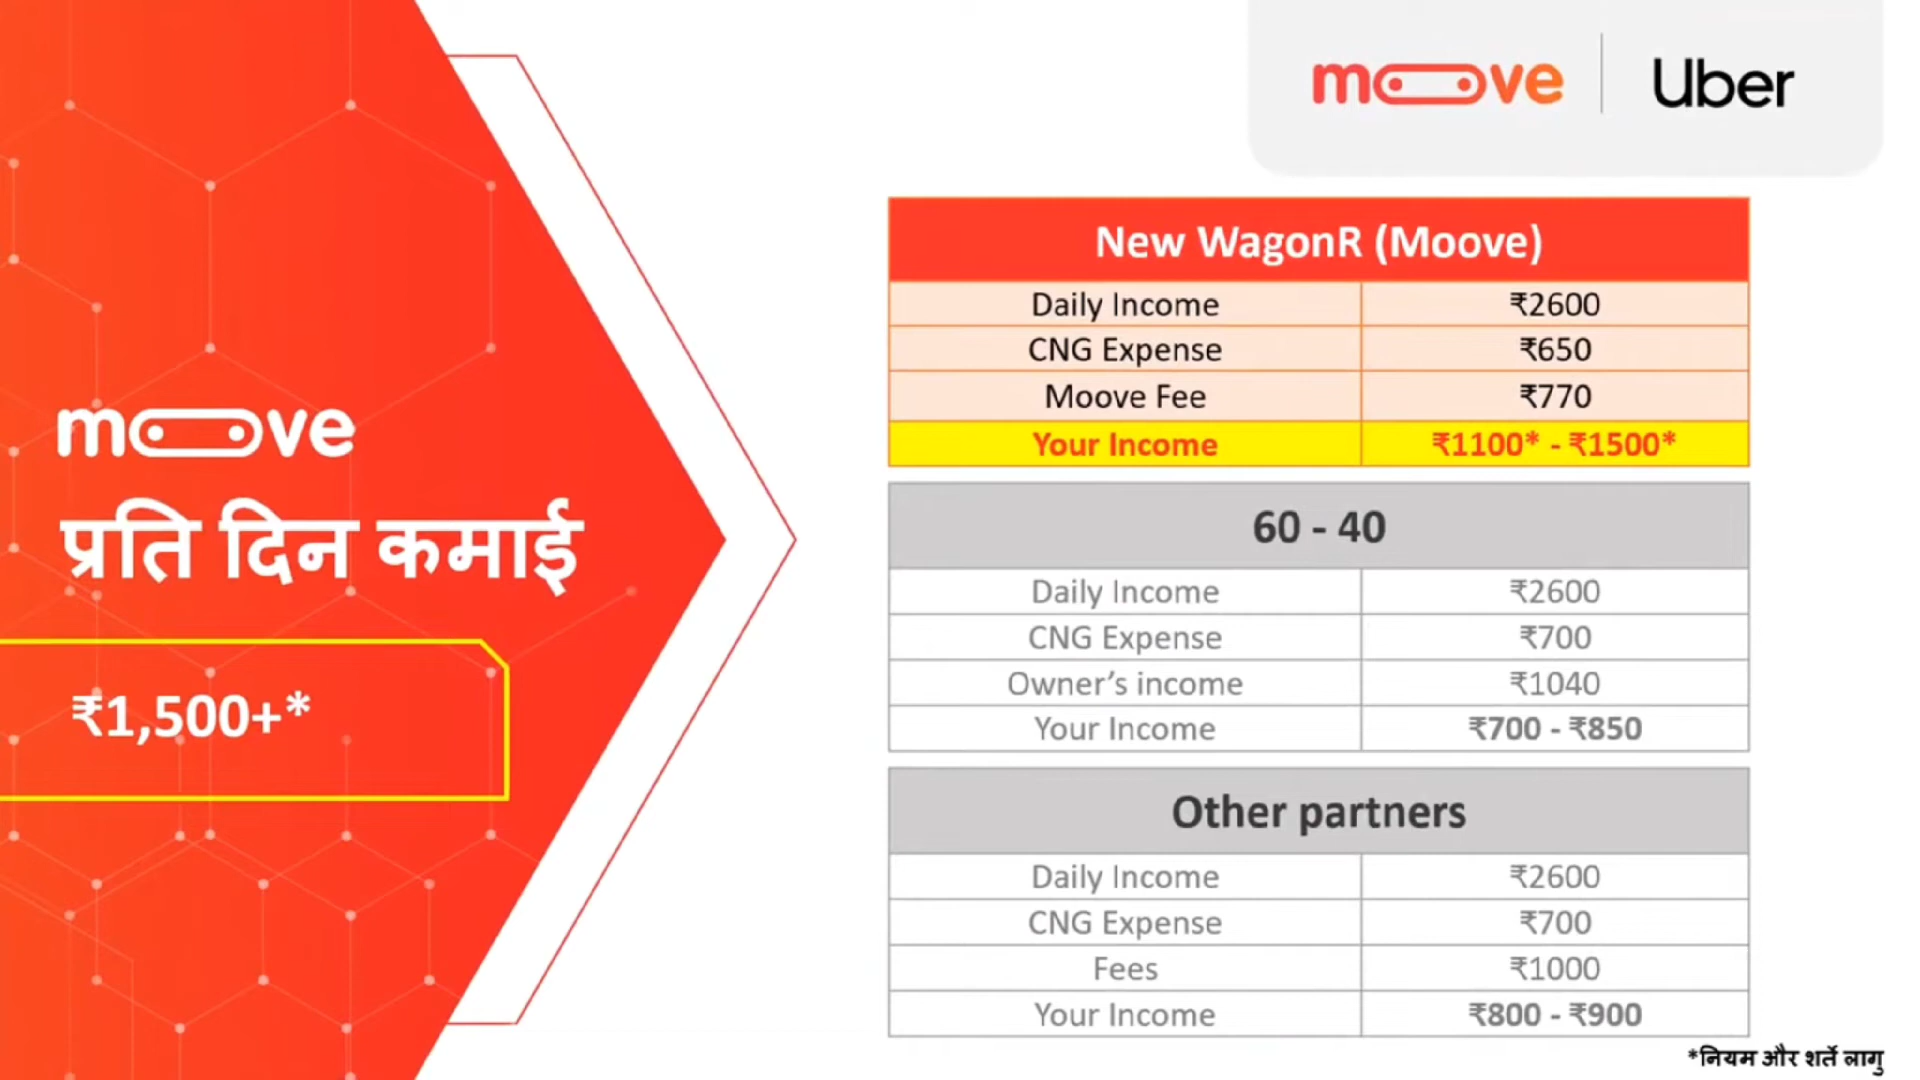 moove
प्रति दिन कमाई
₹1,500+*
moove | Uber
New WagonR (Moove)
Daily Income ₹2600
CNG Expense ₹650
Moove Fee ₹770
Your Income ₹1100* - ₹1500*
60 - 40
Daily Income ₹2600
CNG Expense ₹700
Owner’s income ₹1040
Your Income ₹700 - ₹850
Other partners
Daily Income ₹2600
CNG Expense ₹700
Fees ₹1000
Your Income ₹800 - ₹900
*नियम और शर्ते लागु